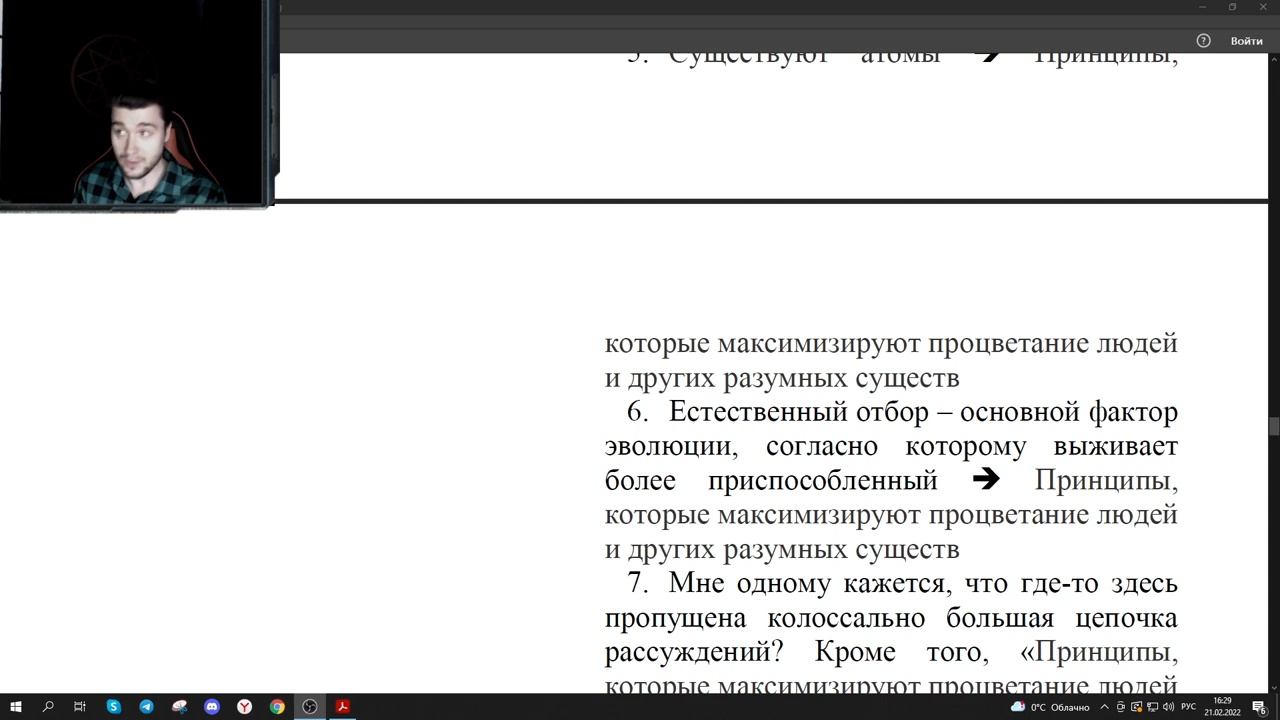 Войти
5. Существуют атомы ➔ Принципы,
которые максимизируют процветание людей
и других разумных существ
6. Естественный отбор – основной фактор
эволюции, согласно которому выживает
более приспособленный ➔ Принципы,
которые максимизируют процветание людей
и других разумных существ
7. Мне одному кажется, что где-то здесь
пропущена колоссально большая цепочка
рассуждений? Кроме того, «Принципы,
которые максимизируют процветание людей
0°C Облачно
РУС
16:29
21.02.2022
6